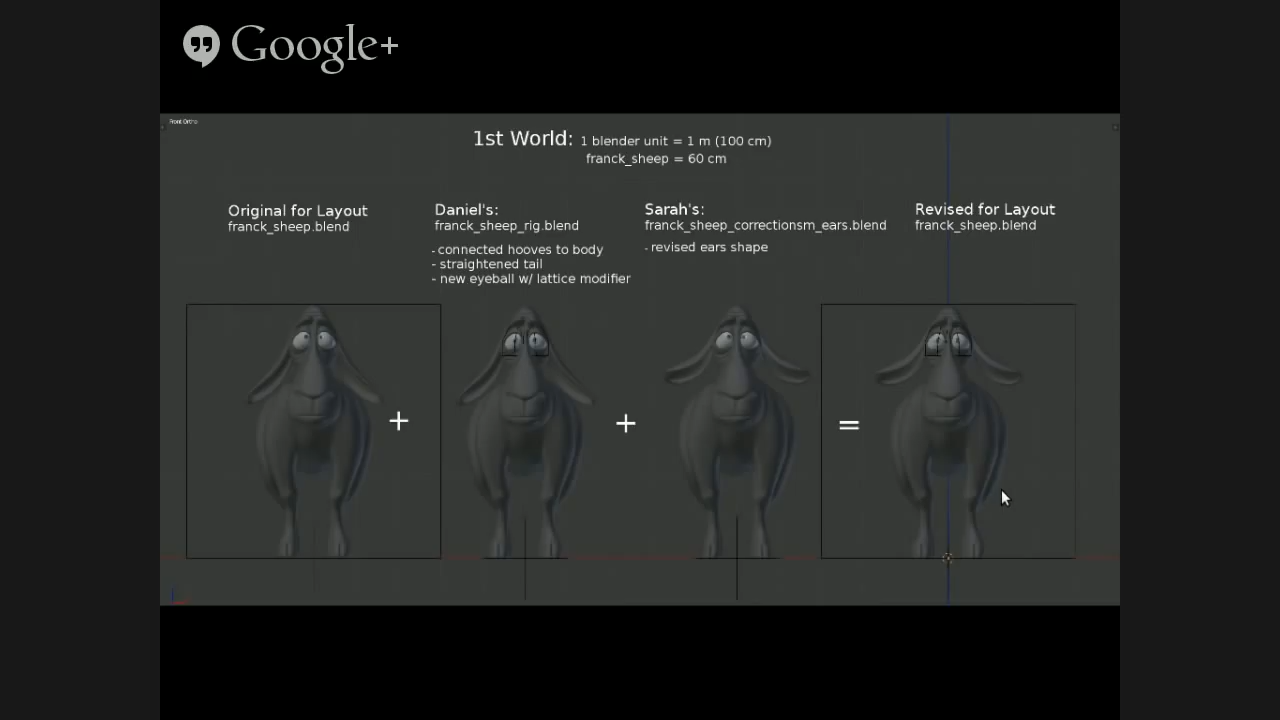 Google+
Front Ortho
1st World: 1 blender unit = 1 m (100 cm)
franck_sheep = 60 cm
Original for Layout
franck_sheep.blend
Daniel's:
franck_sheep_rig.blend
- connected hooves to body
- straightened tail
- new eyeball w/ lattice modifier
Sarah's:
franck_sheep_correctionsm_ears.blend
- revised ears shape
Revised for Layout
franck_sheep.blend
+ + =